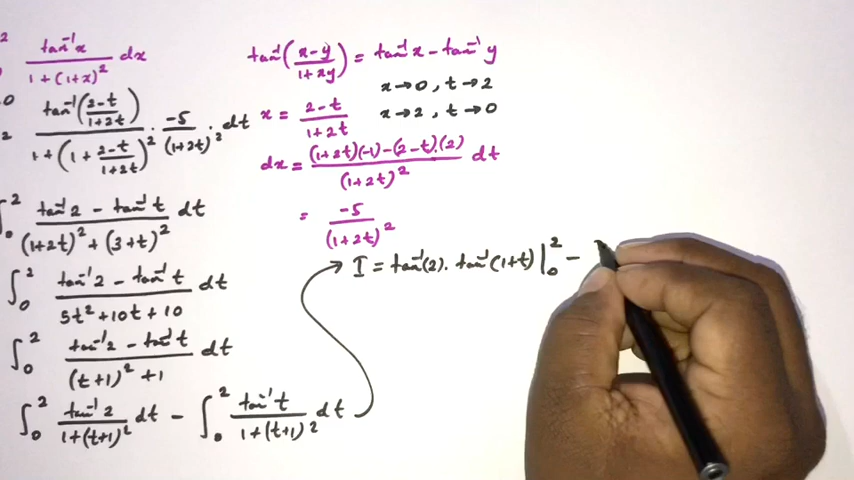 2
0 tan⁻¹x / 1+(1+x)² dx
2 tan⁻¹(2-t / 1+2t) / 1+(1+ 2-t / 1+2t)² · -5 / (1+2t)² · dt
∫₀² tan⁻¹2 - tan⁻¹t / (1+2t)² + (3+t)² dt
∫₀² tan⁻¹2 - tan⁻¹t / 5t²+10t+10 dt
∫₀² tan⁻¹2 - tan⁻¹t / (t+1)²+1 dt
∫₀² tan⁻¹2 / 1+(t+1)² dt - ∫₀² tan⁻¹t / 1+(t+1)² dt
tan⁻¹(x-y / 1+xy) = tan⁻¹x - tan⁻¹y
x→0, t→2
x = 2-t / 1+2t x→2, t→0
dx = (1+2t)(-1)-(2-t).(2) / (1+2t)² dt
= -5 / (1+2t)²
I = tan⁻¹(2). tan⁻¹(1+t) |₀² -